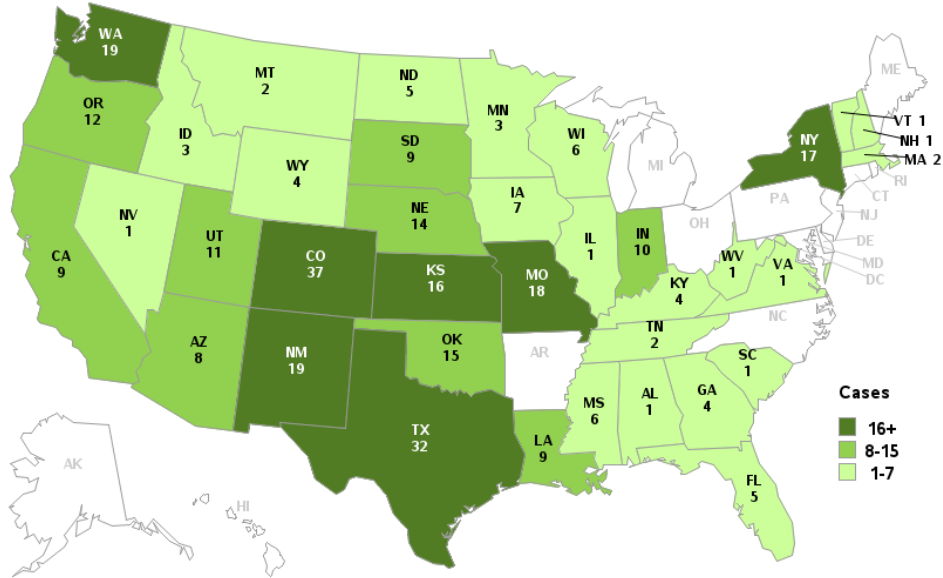 WA
19
MT
2
ND
5
MN
3
ME
OR
12
ID
3
SD
9
WI
6
MI
NY
17
VT 1
NH 1
MA 2
RI
CT
WY
4
IA
7
PA
NJ
NE
14
NV
1
UT
11
CO
37
IL
1
IN
10
OH
DE
MD
DC
CA
9
KS
16
MO
18
WV
1
VA
1
KY
4
NC
AZ
8
NM
19
OK
15
AR
TN
2
SC
1
TX
32
LA
9
MS
6
AL
1
GA
4
FL
5
AK
HI
Cases
16+
8-15
1-7